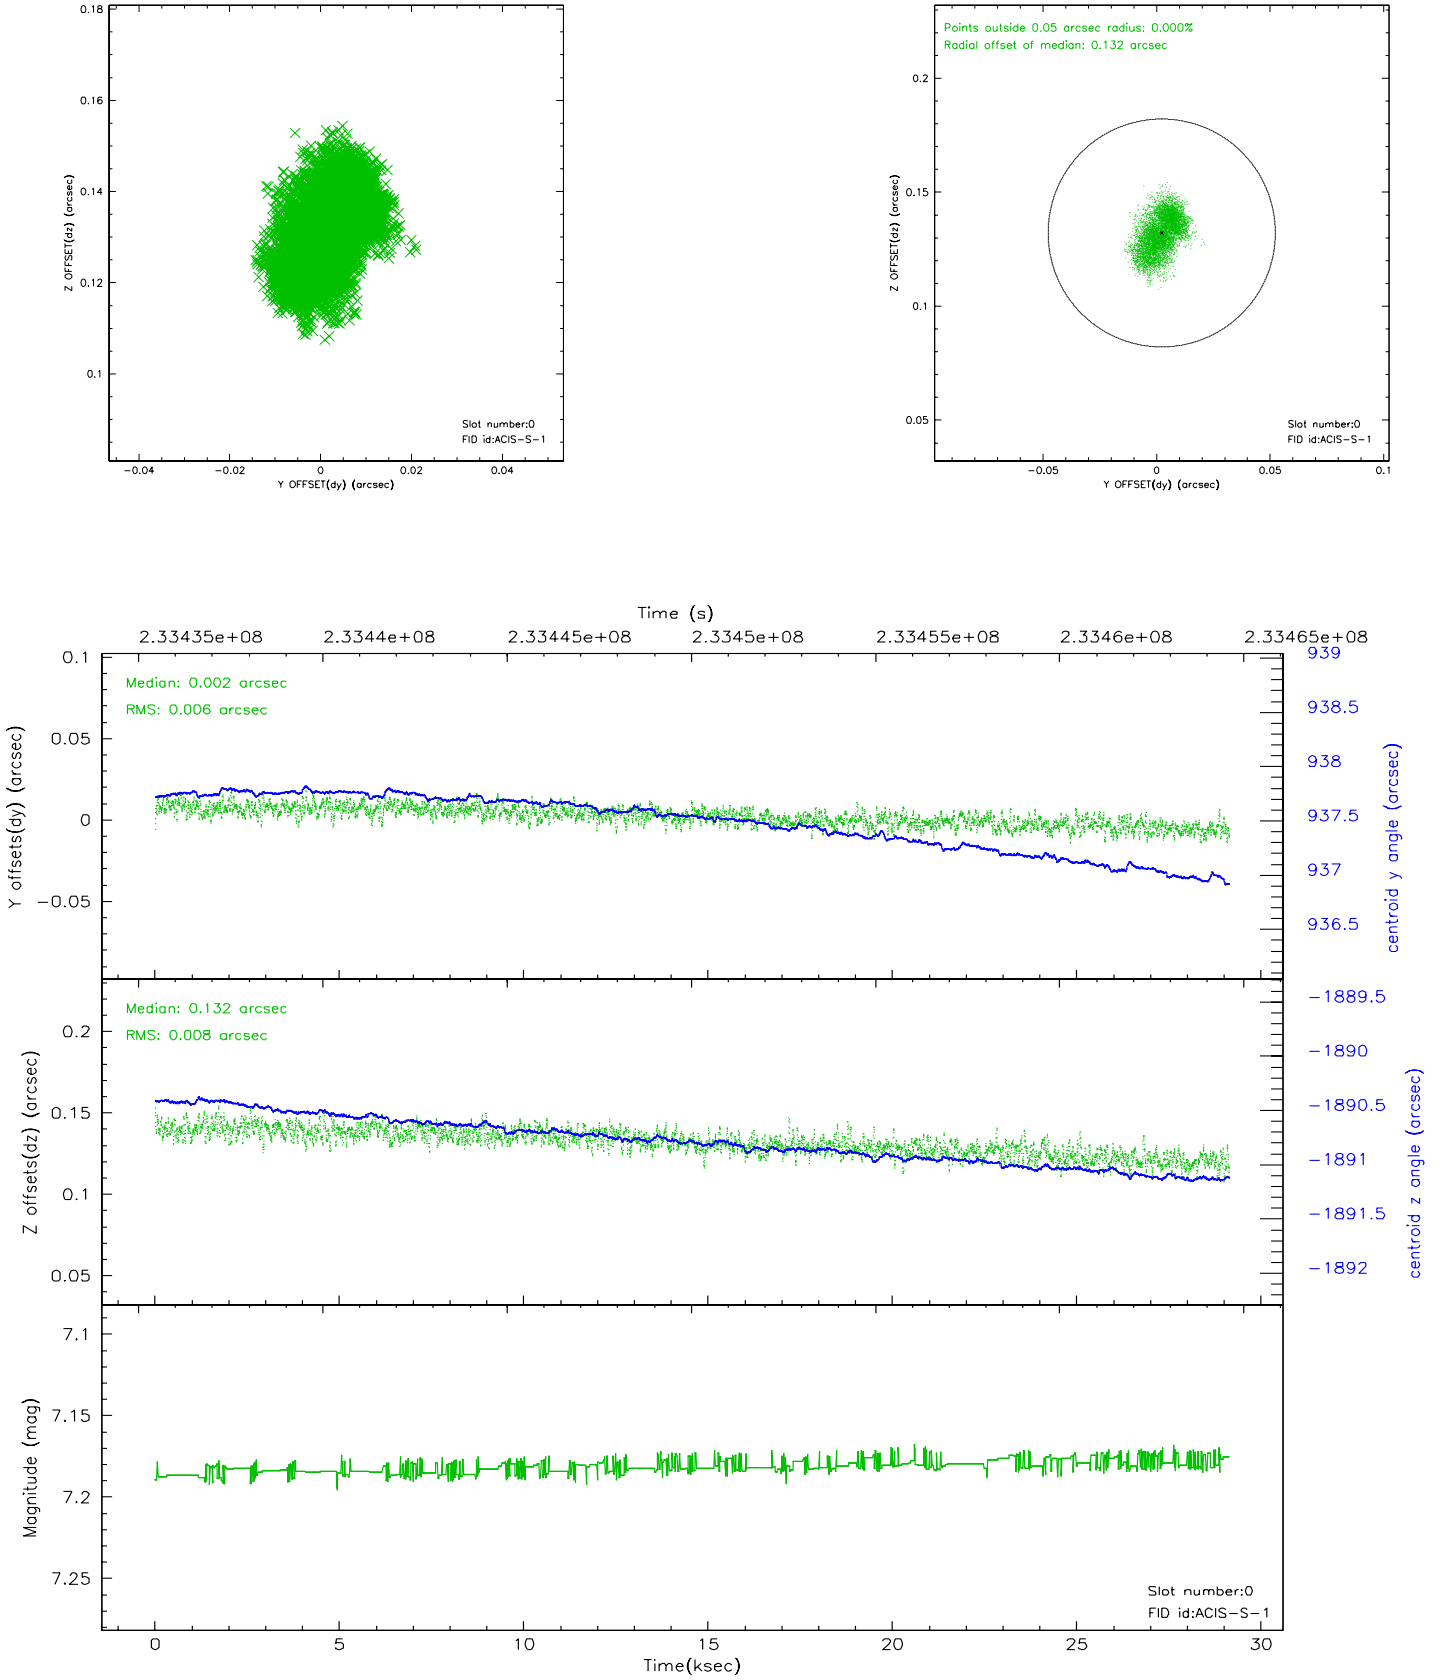 0.18
0.16
0.14
0.12
0.1
Z OFFSET(dz) (arcsec)
Slot number:0
FID id:ACIS-S-1
-0.04 -0.02 0 0.02 0.04
Y OFFSET(dy) (arcsec)
Points outside 0.05 arcsec radius: 0.000%
Radial offset of median: 0.132 arcsec
0.2
0.15
0.1
0.05
Z OFFSET(dz) (arcsec)
Slot number:0
FID id:ACIS-S-1
-0.05 0 0.05 0.1
Y OFFSET(dy) (arcsec)
Time (s)
2.33435e+08 2.3344e+08 2.33445e+08 2.3345e+08 2.33455e+08 2.3346e+08 2.33465e+08
Median: 0.002 arcsec
RMS: 0.006 arcsec
0.1
0.05
0
-0.05
Y offsets(dy) (arcsec)
939
938.5
938
937.5
937
936.5
centroid y angle (arcsec)
Median: 0.132 arcsec
RMS: 0.008 arcsec
0.2
0.15
0.1
0.05
Z offsets(dz) (arcsec)
-1889.5
-1890
-1890.5
-1891
-1891.5
-1892
centroid z angle (arcsec)
7.1
7.15
7.2
7.25
Magnitude (mag)
Slot number:0
FID id:ACIS-S-1
0 5 10 15 20 25 30
Time(ksec)